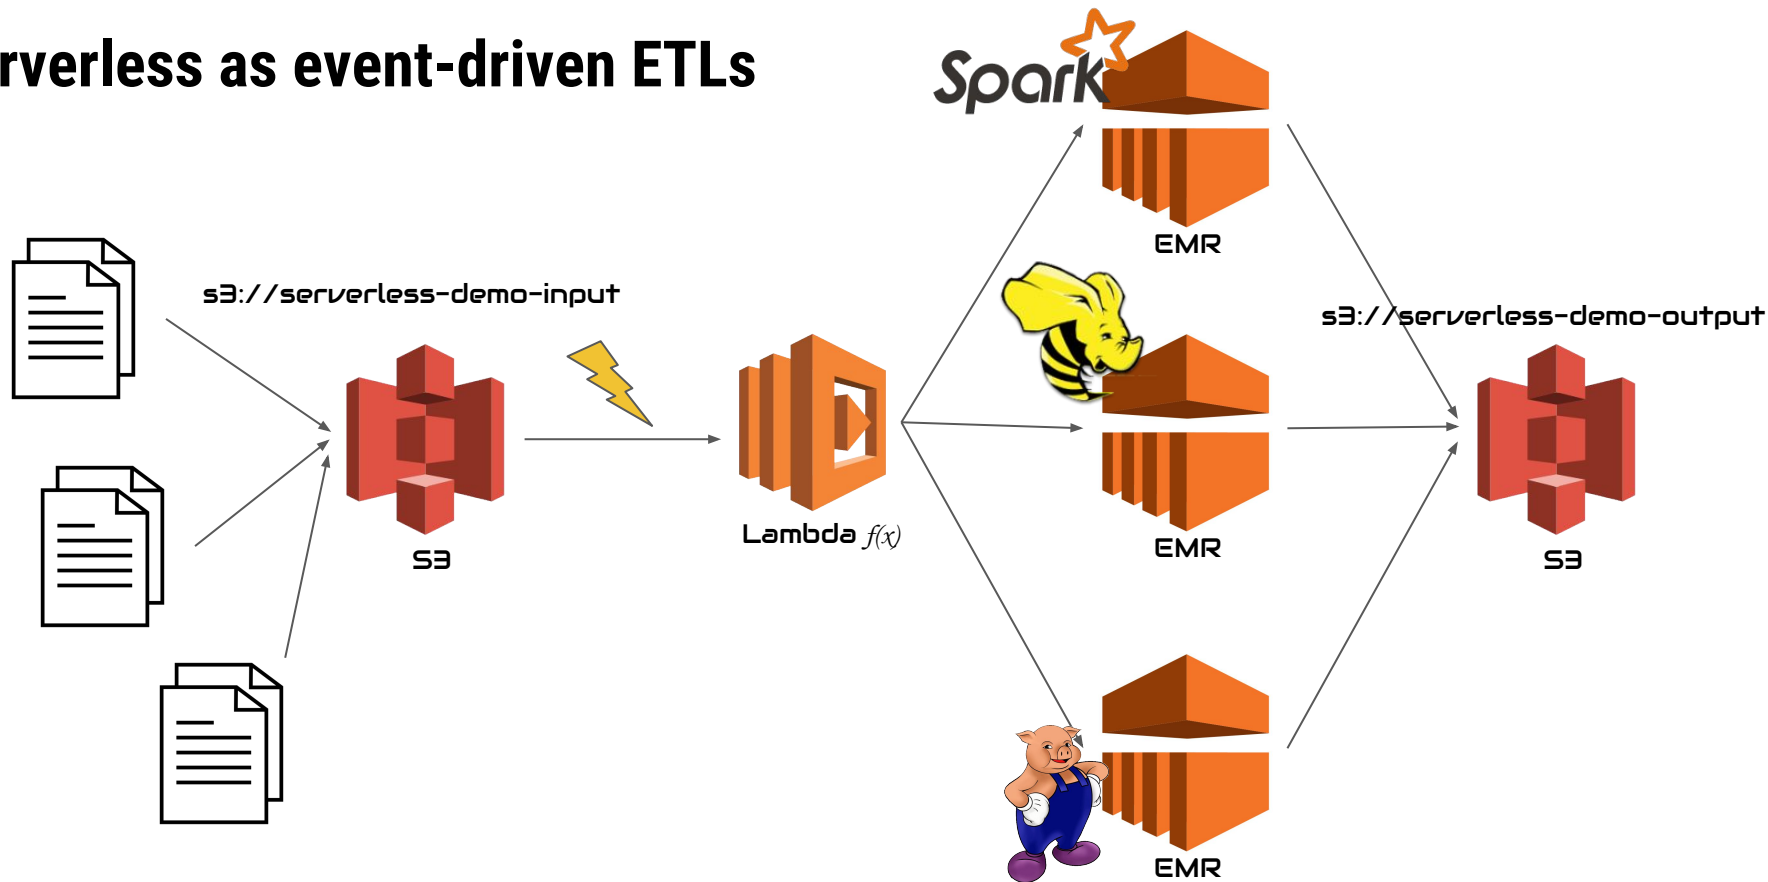 rverless as event-driven ETLs
Spark
EMR
s3://serverless-demo-input
s3://serverless-demo-output
Lambda f(x)
EMR
S3
S3
EMR